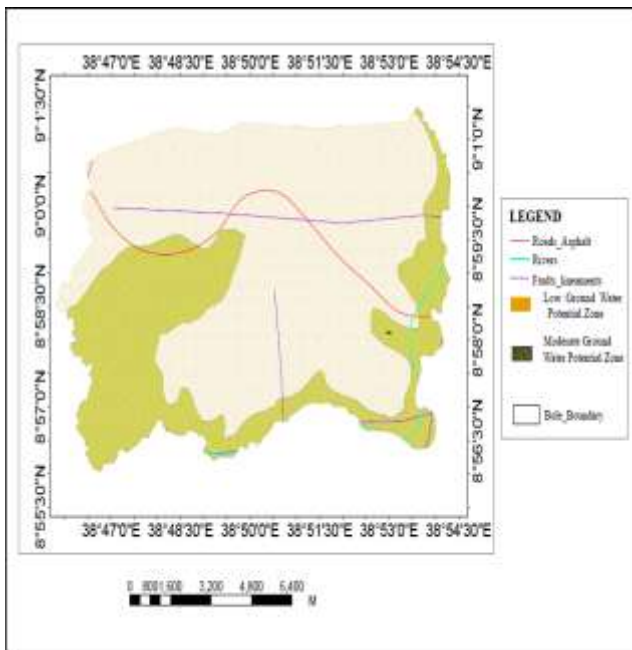 38°47'0"E 38°48'30"E 38°50'0"E 38°51'30"E 38°53'0"E 38°54'30"E
9°1'30"N
9°0'0"N
8°58'30"N
8°57'0"N
8°55'30"N
9°1'0"N
8°59'30"N
8°58'0"N
8°56'30"N
38°47'0"E 38°48'30"E 38°50'0"E 38°51'30"E 38°53'0"E 38°54'30"E
LEGEND
Roads_Asphalt
Rivers
Faults_lineaments
Low Ground Water
Potential Zone
Moderate Ground
Water Potential Zone
Bole_Boundary
0 800 1,600 3,200 4,800 6,400
M